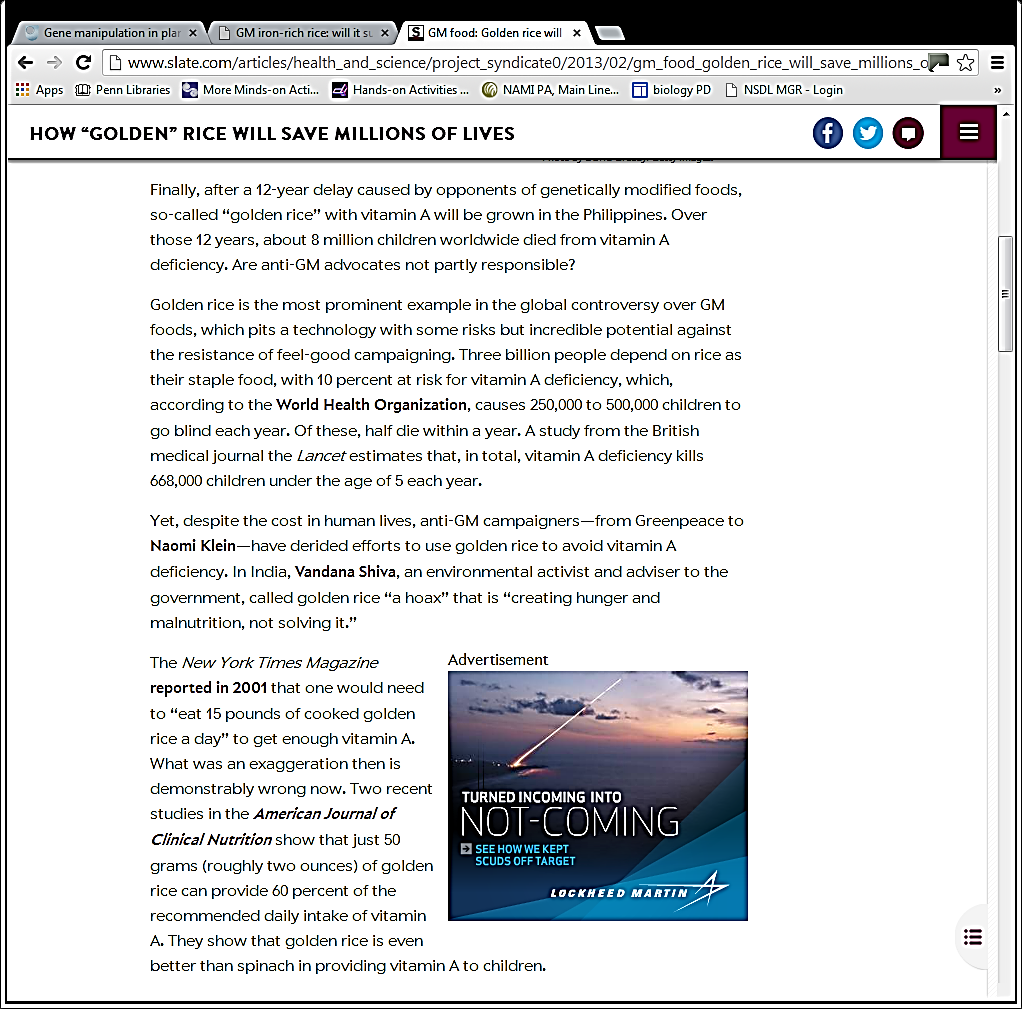 Gene manipulation in plan
GM iron-rich rice: will it su
S GM food: Golden rice will
www.slate.com/articles/health_and_science/project_syndicate0/2013/02/gm_food_golden_rice_will_save_millions_o
Apps Penn Libraries More Minds-on Acti... Hands-on Activities ... NAMI PA, Main Line... biology PD NSDL MGR - Login »
HOW “GOLDEN” RICE WILL SAVE MILLIONS OF LIVES
Finally, after a 12-year delay caused by opponents of genetically modified foods,
so-called “golden rice” with vitamin A will be grown in the Philippines. Over
those 12 years, about 8 million children worldwide died from vitamin A
deficiency. Are anti-GM advocates not partly responsible?
Golden rice is the most prominent example in the global controversy over GM
foods, which pits a technology with some risks but incredible potential against
the resistance of feel-good campaigning. Three billion people depend on rice as
their staple food, with 10 percent at risk for vitamin A deficiency, which,
according to the World Health Organization, causes 250,000 to 500,000 children to
go blind each year. Of these, half die within a year. A study from the British
medical journal the Lancet estimates that, in total, vitamin A deficiency kills
668,000 children under the age of 5 each year.
Yet, despite the cost in human lives, anti-GM campaigners—from Greenpeace to
Naomi Klein—have derided efforts to use golden rice to avoid vitamin A
deficiency. In India, Vandana Shiva, an environmental activist and adviser to the
government, called golden rice “a hoax” that is “creating hunger and
malnutrition, not solving it.”
The New York Times Magazine
reported in 2001 that one would need
to “eat 15 pounds of cooked golden
rice a day” to get enough vitamin A.
What was an exaggeration then is
demonstrably wrong now. Two recent
studies in the American Journal of
Clinical Nutrition show that just 50
grams (roughly two ounces) of golden
rice can provide 60 percent of the
recommended daily intake of vitamin
A. They show that golden rice is even
better than spinach in providing vitamin A to children.
Advertisement
TURNED INCOMING INTO
NOT-COMING
SEE HOW WE KEPT
SCUDS OFF TARGET
LOCKHEED MARTIN